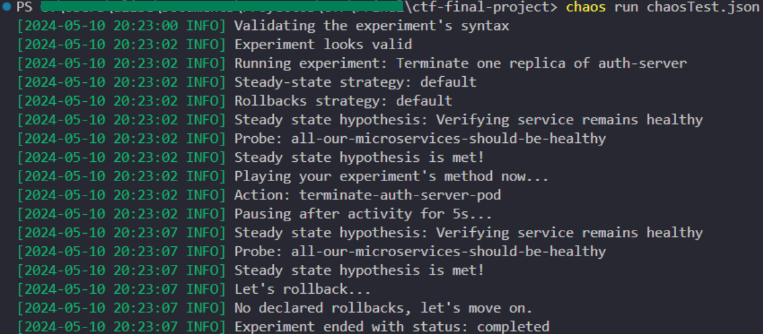 PS \ctf-final-project> chaos run chaosTest.json
[2024-05-10 20:23:00 INFO] Validating the experiment's syntax
[2024-05-10 20:23:02 INFO] Experiment looks valid
[2024-05-10 20:23:02 INFO] Running experiment: Terminate one replica of auth-server
[2024-05-10 20:23:02 INFO] Steady-state strategy: default
[2024-05-10 20:23:02 INFO] Rollbacks strategy: default
[2024-05-10 20:23:02 INFO] Steady state hypothesis: Verifying service remains healthy
[2024-05-10 20:23:02 INFO] Probe: all-our-microservices-should-be-healthy
[2024-05-10 20:23:02 INFO] Steady state hypothesis is met!
[2024-05-10 20:23:02 INFO] Playing your experiment's method now...
[2024-05-10 20:23:02 INFO] Action: terminate-auth-server-pod
[2024-05-10 20:23:02 INFO] Pausing after activity for 5s...
[2024-05-10 20:23:07 INFO] Steady state hypothesis: Verifying service remains healthy
[2024-05-10 20:23:07 INFO] Probe: all-our-microservices-should-be-healthy
[2024-05-10 20:23:07 INFO] Steady state hypothesis is met!
[2024-05-10 20:23:07 INFO] Let's rollback...
[2024-05-10 20:23:07 INFO] No declared rollbacks, let's move on.
[2024-05-10 20:23:07 INFO] Experiment ended with status: completed